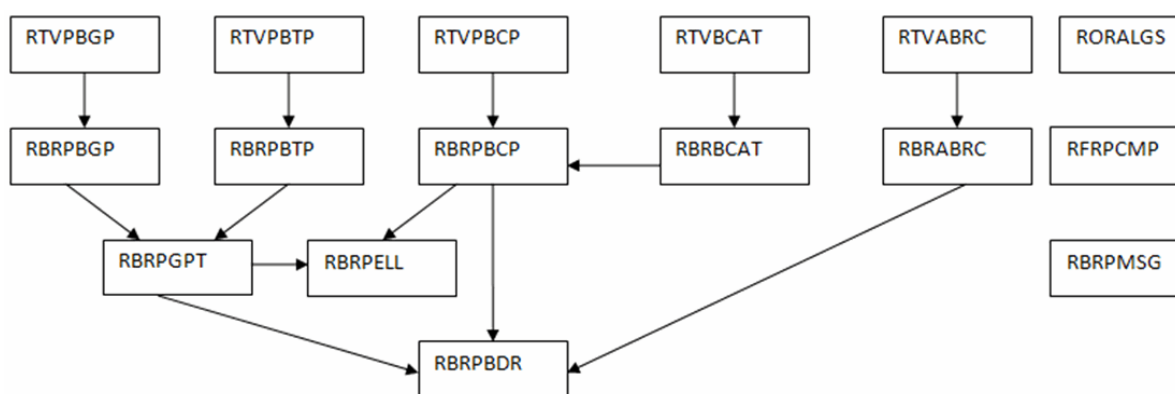 RTVPBGP
RTVPBTP
RTVPBCP
RTVBCAT
RTVABRC
RORALGS
RBRPBGP
RBRPBTP
RBRPBCP
RBRBCAT
RBRABRC
RFRPCMP
RBRPGPT
RBRPELL
RBRPMSG
RBRPBDR